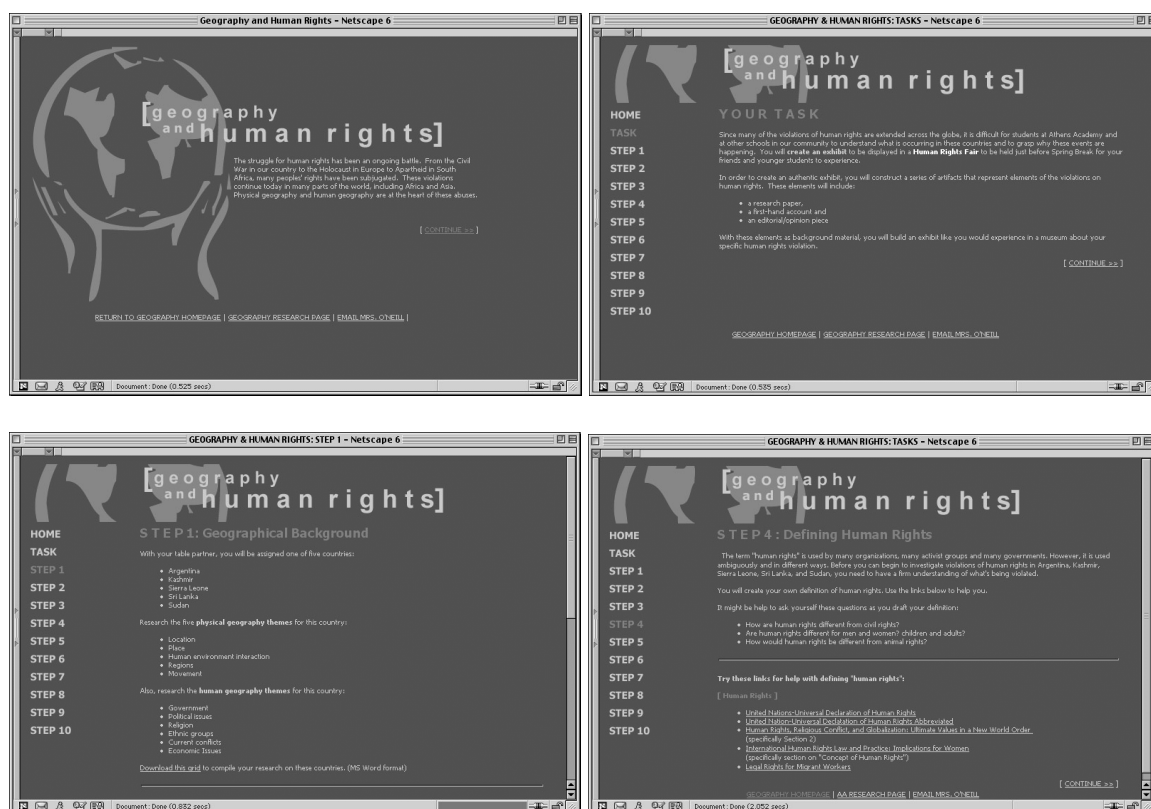 Geography and Human Rights - Netscape 6
[geography
and human rights]
The struggle for human rights has been an ongoing battle. From the Civil
War in our country to the Holocaust in Europe to Apartheid in South
Africa, many peoples' rights have been subjugated. These violations
continue today in many parts of the world, including Africa and Asia.
Physical geography and human geography are at the heart of these abuses.
[ CONTINUE >> ]
RETURN TO GEOGRAPHY HOMEPAGE | GEOGRAPHY RESEARCH PAGE | EMAIL MRS. O'NEILL |
Document: Done (0.525 secs)
GEOGRAPHY & HUMAN RIGHTS: TASKS - Netscape 6
[geography
and human rights]
HOME
TASK
STEP 1
STEP 2
STEP 3
STEP 4
STEP 5
STEP 6
STEP 7
STEP 8
STEP 9
STEP 10
YOUR TASK
Since many of the violations of human rights are extended across the globe, it is difficult for students at Athens Academy and
at other schools in our community to understand what is occurring in these countries and to grasp why these events are
happening. You will create an exhibit to be displayed in a Human Rights Fair to be held just before Spring Break for your
friends and younger students to experience.
In order to create an authentic exhibit, you will construct a series of artifacts that represent elements of the violations on
human rights. These elements will include:
• a research paper,
• a first-hand account and
• an editorial/opinion piece
With these elements as background material, you will build an exhibit like you would experience in a museum about your
specific human rights violation.
[ CONTINUE >> ]
GEOGRAPHY HOMEPAGE | GEOGRAPHY RESEARCH PAGE | EMAIL MRS. O'NEILL
Document: Done (0.535 secs)
GEOGRAPHY & HUMAN RIGHTS: STEP 1 - Netscape 6
[geography
and human rights]
HOME
TASK
STEP 1
STEP 2
STEP 3
STEP 4
STEP 5
STEP 6
STEP 7
STEP 8
STEP 9
STEP 10
STEP1: Geographical Background
With your table partner, you will be assigned one of five countries:
• Argentina
• Kashmir
• Sierra Leone
• Sri Lanka
• Sudan
Research the five physical geography themes for this country:
• Location
• Place
• Human environment interaction
• Regions
• Movement
Also, research the human geography themes for this country:
• Government
• Political issues
• Religion
• Ethnic groups
• Current conflicts
• Economic Issues
Download this grid to compile your research on these countries. (MS Word format)
Document: Done (0.832 secs)
GEOGRAPHY & HUMAN RIGHTS: TASKS - Netscape 6
[geography
and human rights]
HOME
TASK
STEP 1
STEP 2
STEP 3
STEP 4
STEP 5
STEP 6
STEP 7
STEP 8
STEP 9
STEP 10
STEP4: Defining Human Rights
The term "human rights" is used by many organizations, many activist groups and many governments. However, it is used
ambiguously and in different ways. Before you can begin to investigate violations of human rights in Argentina, Kashmir,
Sierra Leone, Sri Lanka, and Sudan, you need to have a firm understanding of what's being violated.
You will create your own definition of human rights. Use the links below to help you.
It might be help to ask yourself these questions as you draft your definition:
• How are human rights different from civil rights?
• Are human rights different for men and women? children and adults?
• How would human rights be different from animal rights?
Try these links for help with defining "human rights":
[ Human Rights ]
• United Nations-Universal Declaration of Human Rights
• United Nation-Universal Declatation of Human Rights Abbreviated
• Human Rights, Religious Conflict, and Globalization: Ultimate Values in a New World Order
(specifically Section 2)
• International Human Rights Law and Practice: Implications for Women
(specifically section on "Concept of Human Rights")
• Legal Rights for Migrant Workers
[ CONTINUE >> ]
GEOGRAPHY HOMEPAGE | AA RESEARCH PAGE | EMAIL MRS. O'NEILL
Document: Done (2.052 secs)